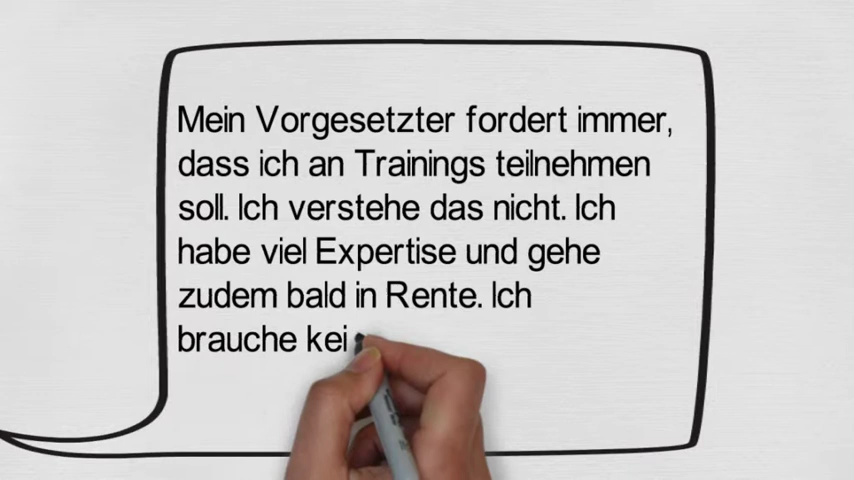 Mein Vorgesetzter fordert immer,
dass ich an Trainings teilnehmen
soll. Ich verstehe das nicht. Ich
habe viel Expertise und gehe
zudem bald in Rente. Ich
brauche kei